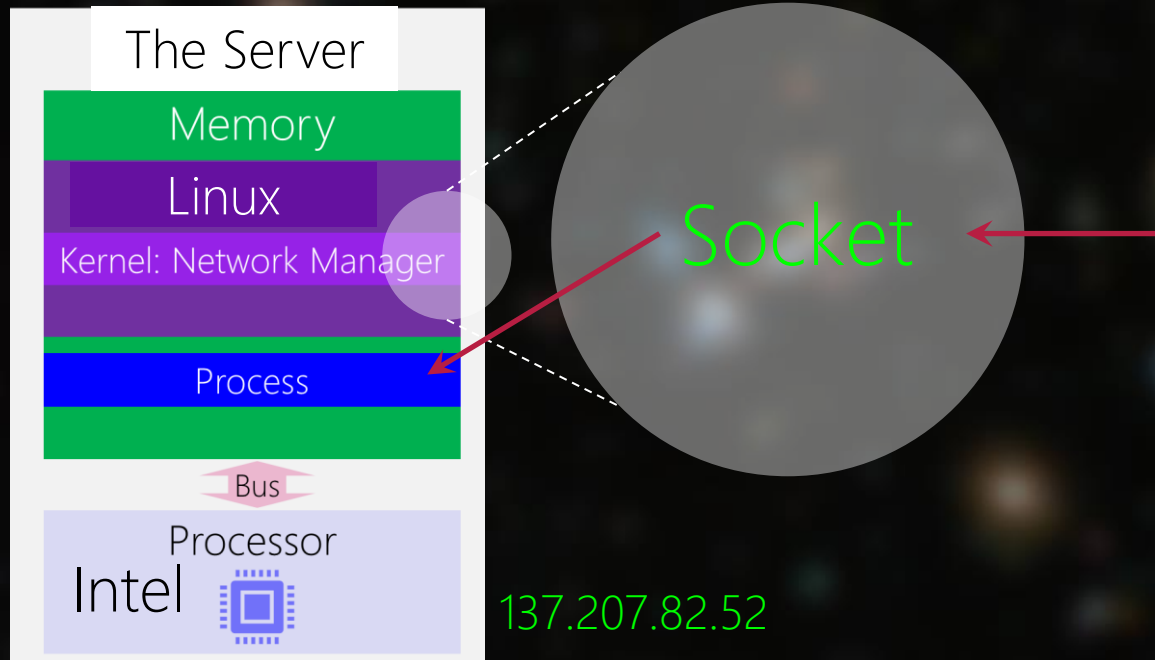 The Server
Memory
Linux
Kernel: Network Manager
Socket
Process
Bus
Processor
Intel
137.207.82.52